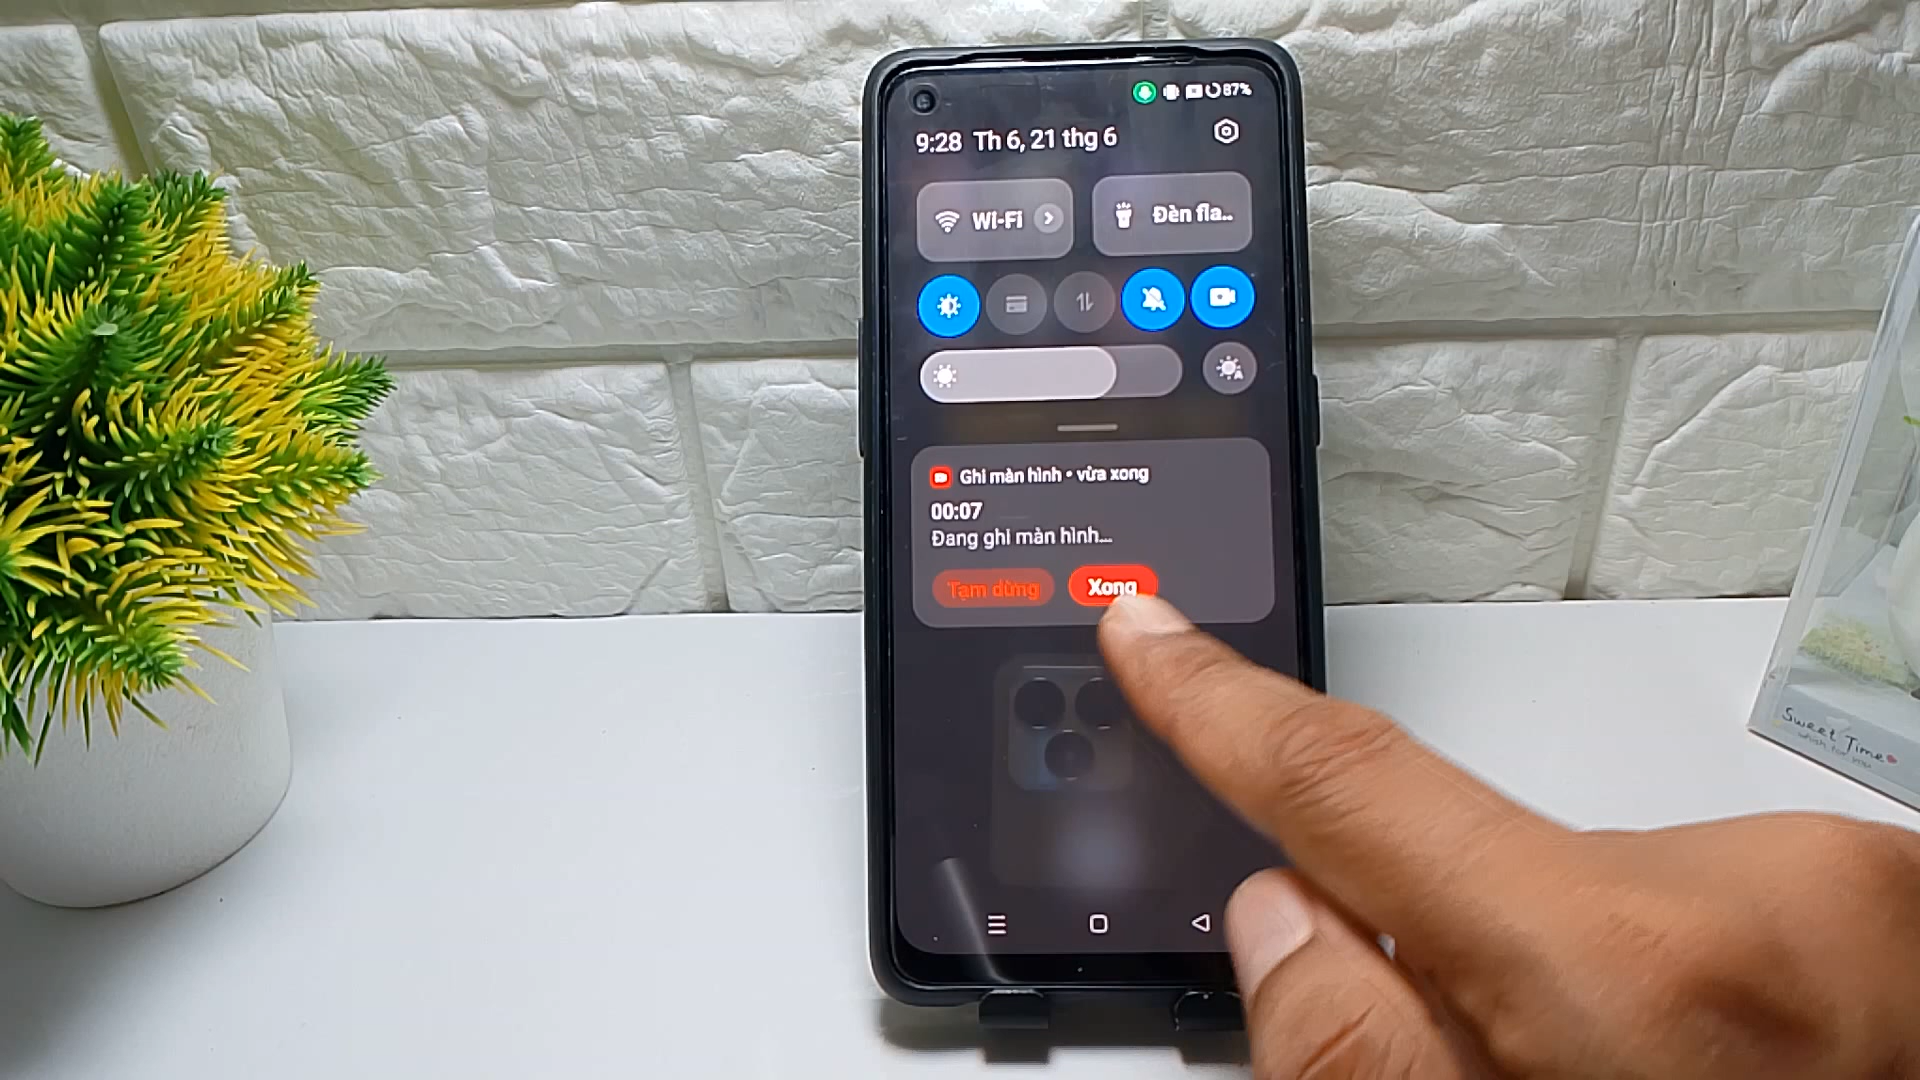 87%
9:28 Th 6, 21 thg 6
Wi-Fi
Đèn fla..
Ghi màn hình • vừa xong
00:07
Đang ghi màn hình...
Tạm dừng
Xong
Sweet Time